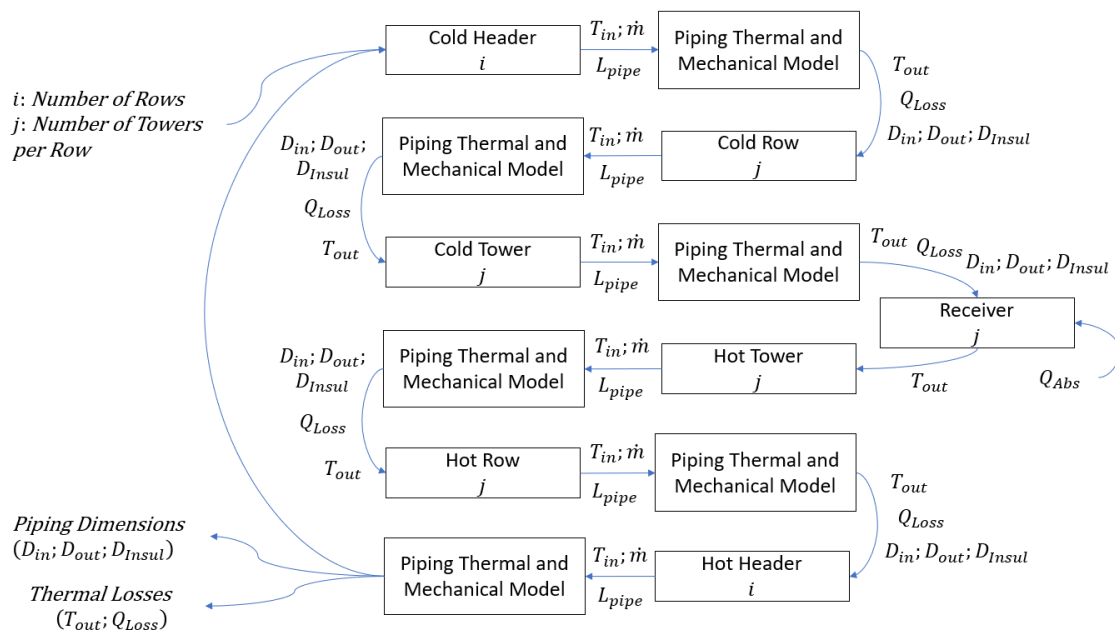 Cold Header
i
T_in; ṁ
L_pipe
Piping Thermal and
Mechanical Model
T_out
Q_Loss
D_in; D_out; D_Insul
i: Number of Rows
j: Number of Towers
per Row
Cold Row
j
T_in; ṁ
L_pipe
Piping Thermal and
Mechanical Model
D_in; D_out;
D_Insul
Q_Loss
T_out
Cold Tower
j
T_in; ṁ
L_pipe
Piping Thermal and
Mechanical Model
T_out Q_Loss
D_in; D_out; D_Insul
Receiver
j
Q_Abs
T_out
Hot Tower
j
T_in; ṁ
L_pipe
Piping Thermal and
Mechanical Model
D_in; D_out;
D_Insul
Q_Loss
T_out
Hot Row
j
T_in; ṁ
L_pipe
Piping Thermal and
Mechanical Model
T_out
Q_Loss
D_in; D_out; D_Insul
Hot Header
i
T_in; ṁ
L_pipe
Piping Thermal and
Mechanical Model
Piping Dimensions
(D_in; D_out; D_Insul)
Thermal Losses
(T_out; Q_Loss)